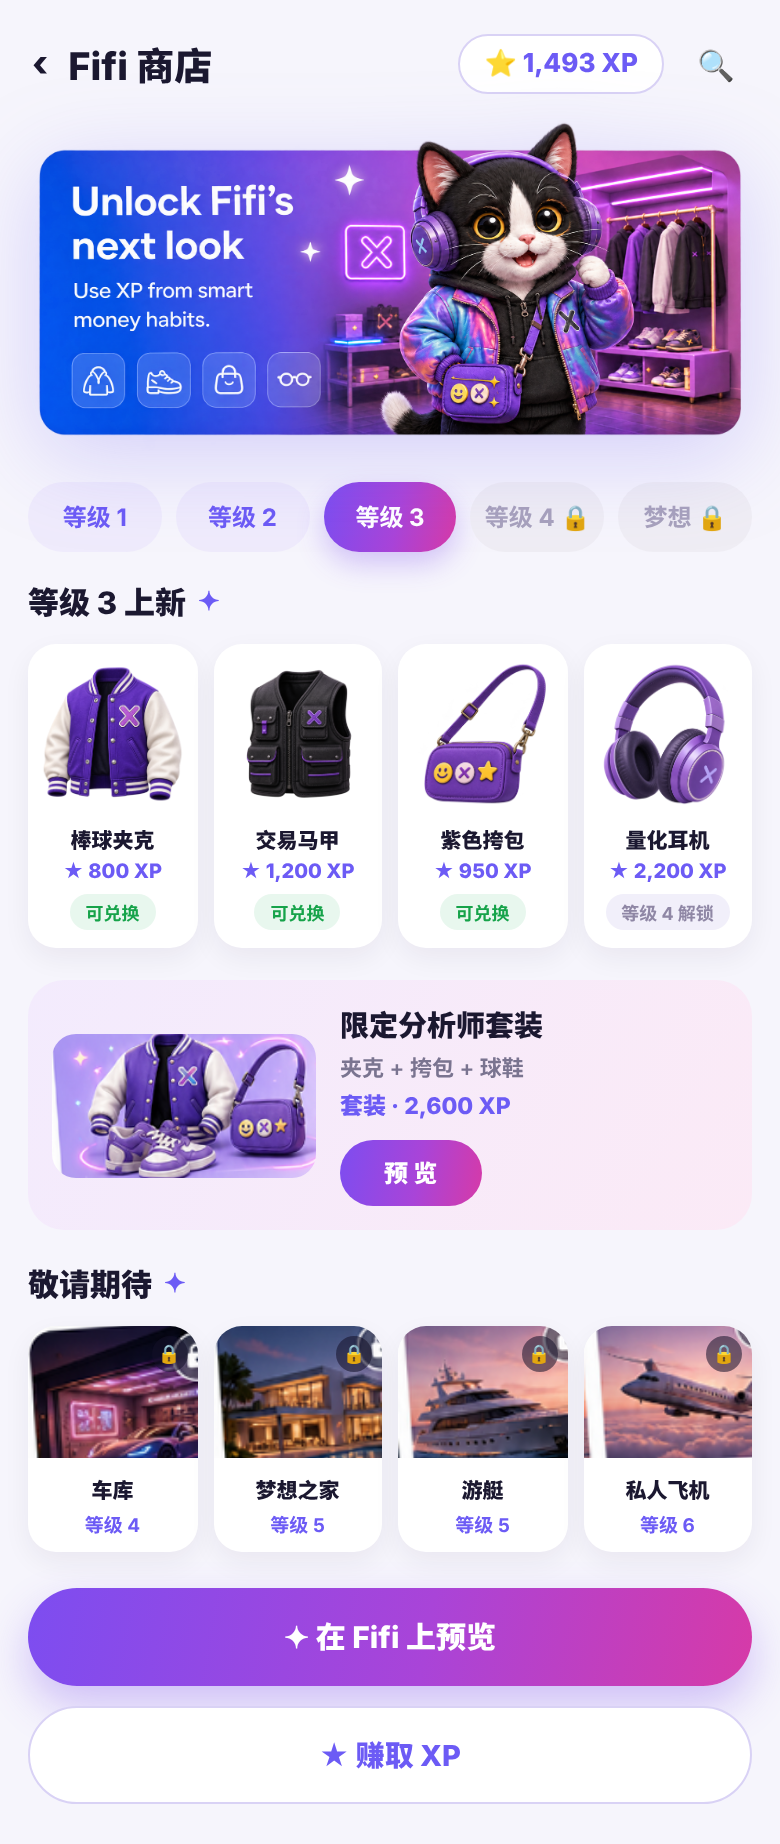 Fifi 商店
⭐ 1,493 XP
Unlock Fifi's
next look
Use XP from smart
money habits.
等级 1
等级 2
等级 3
等级 4 🔒
梦想 🔒
等级 3 上新 ✦
棒球夹克
★ 800 XP
可兑换
交易马甲
★ 1,200 XP
可兑换
紫色挎包
★ 950 XP
可兑换
量化耳机
★ 2,200 XP
等级 4 解锁
限定分析师套装
夹克 + 挎包 + 球鞋
套装 · 2,600 XP
预 览
敬请期待 ✦
车库
等级 4
梦想之家
等级 5
游艇
等级 5
私人飞机
等级 6
✦ 在 Fifi 上预览
★ 赚取 XP